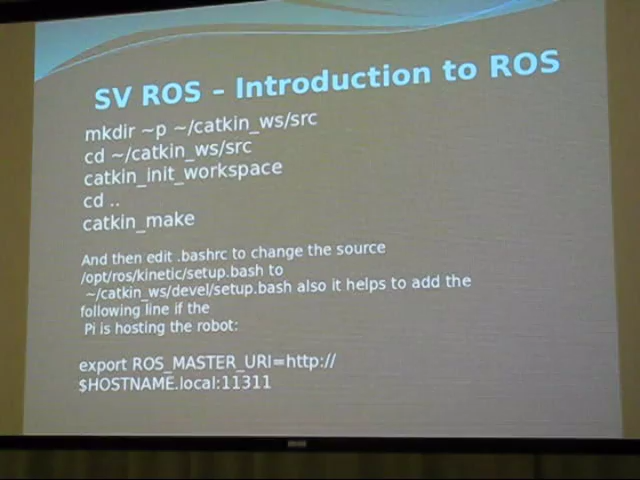 SV ROS – Introduction to ROS
mkdir ~p ~/catkin_ws/src
cd ~/catkin_ws/src
catkin_init_workspace
cd ..
catkin_make
And then edit .bashrc to change the source
/opt/ros/kinetic/setup.bash to
~/catkin_ws/devel/setup.bash also it helps to add the
following line if the
Pi is hosting the robot:
export ROS_MASTER_URI=http://
$HOSTNAME.local:11311